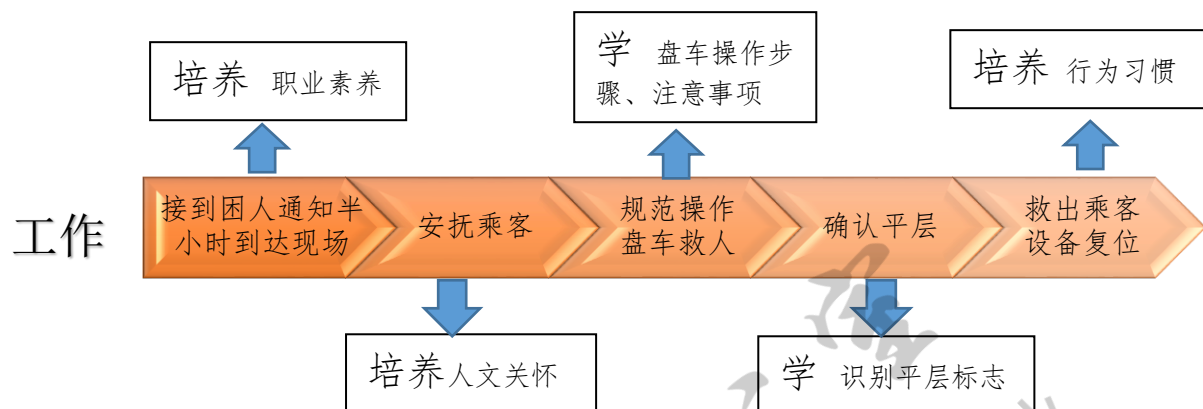 培养 职业素养
学 盘车操作步
骤、注意事项
培养 行为习惯
工作
接到困人通知半
小时到达现场
安抚乘客
规范操作
盘车救人
确认平层
救出乘客
设备复位
培养人文关怀
学 识别平层标志